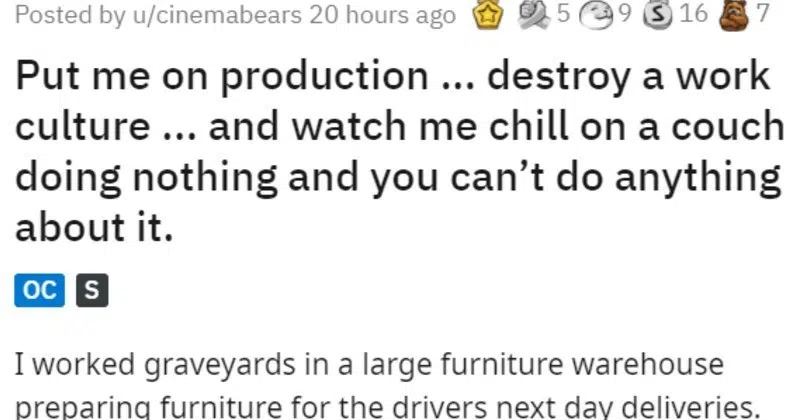 Posted by u/cinemabears 20 hours ago 5 9 S 16 7
Put me on production ... destroy a work
culture ... and watch me chill on a couch
doing nothing and you can’t do anything
about it.
OC S
I worked graveyards in a large furniture warehouse
preparing furniture for the drivers next day deliveries.